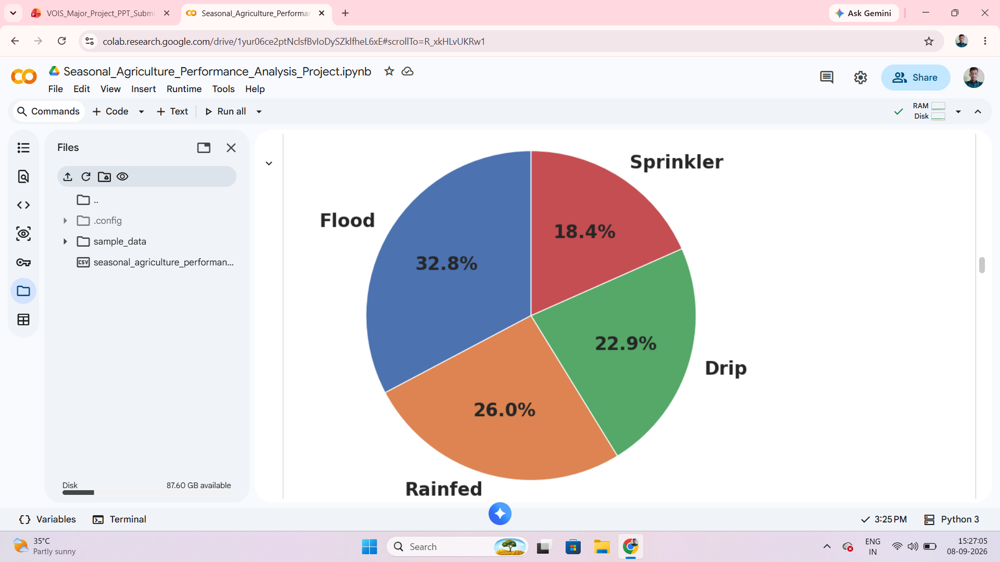 VOIS_Major_Project_PPT_Submi
Seasonal_Agriculture_Performar
Ask Gemini
colab.research.google.com/drive/1yur06ce2ptNclsfBvIoDySZklfheL6xE#scrollTo=R_xkHLvUKRw1
Seasonal_Agriculture_Performance_Analysis_Project.ipynb
File Edit View Insert Runtime Tools Help
Share
Commands + Code + Text Run all
RAM
Disk
Files
..
.config
sample_data
CSV seasonal_agriculture_performan...
Disk 87.60 GB available
Sprinkler
18.4%
Flood
32.8%
22.9%
Drip
26.0%
Rainfed
Variables Terminal
3:25 PM Python 3
35°C
Partly sunny
Search
ENG
IN
15:27:05
08-09-2026